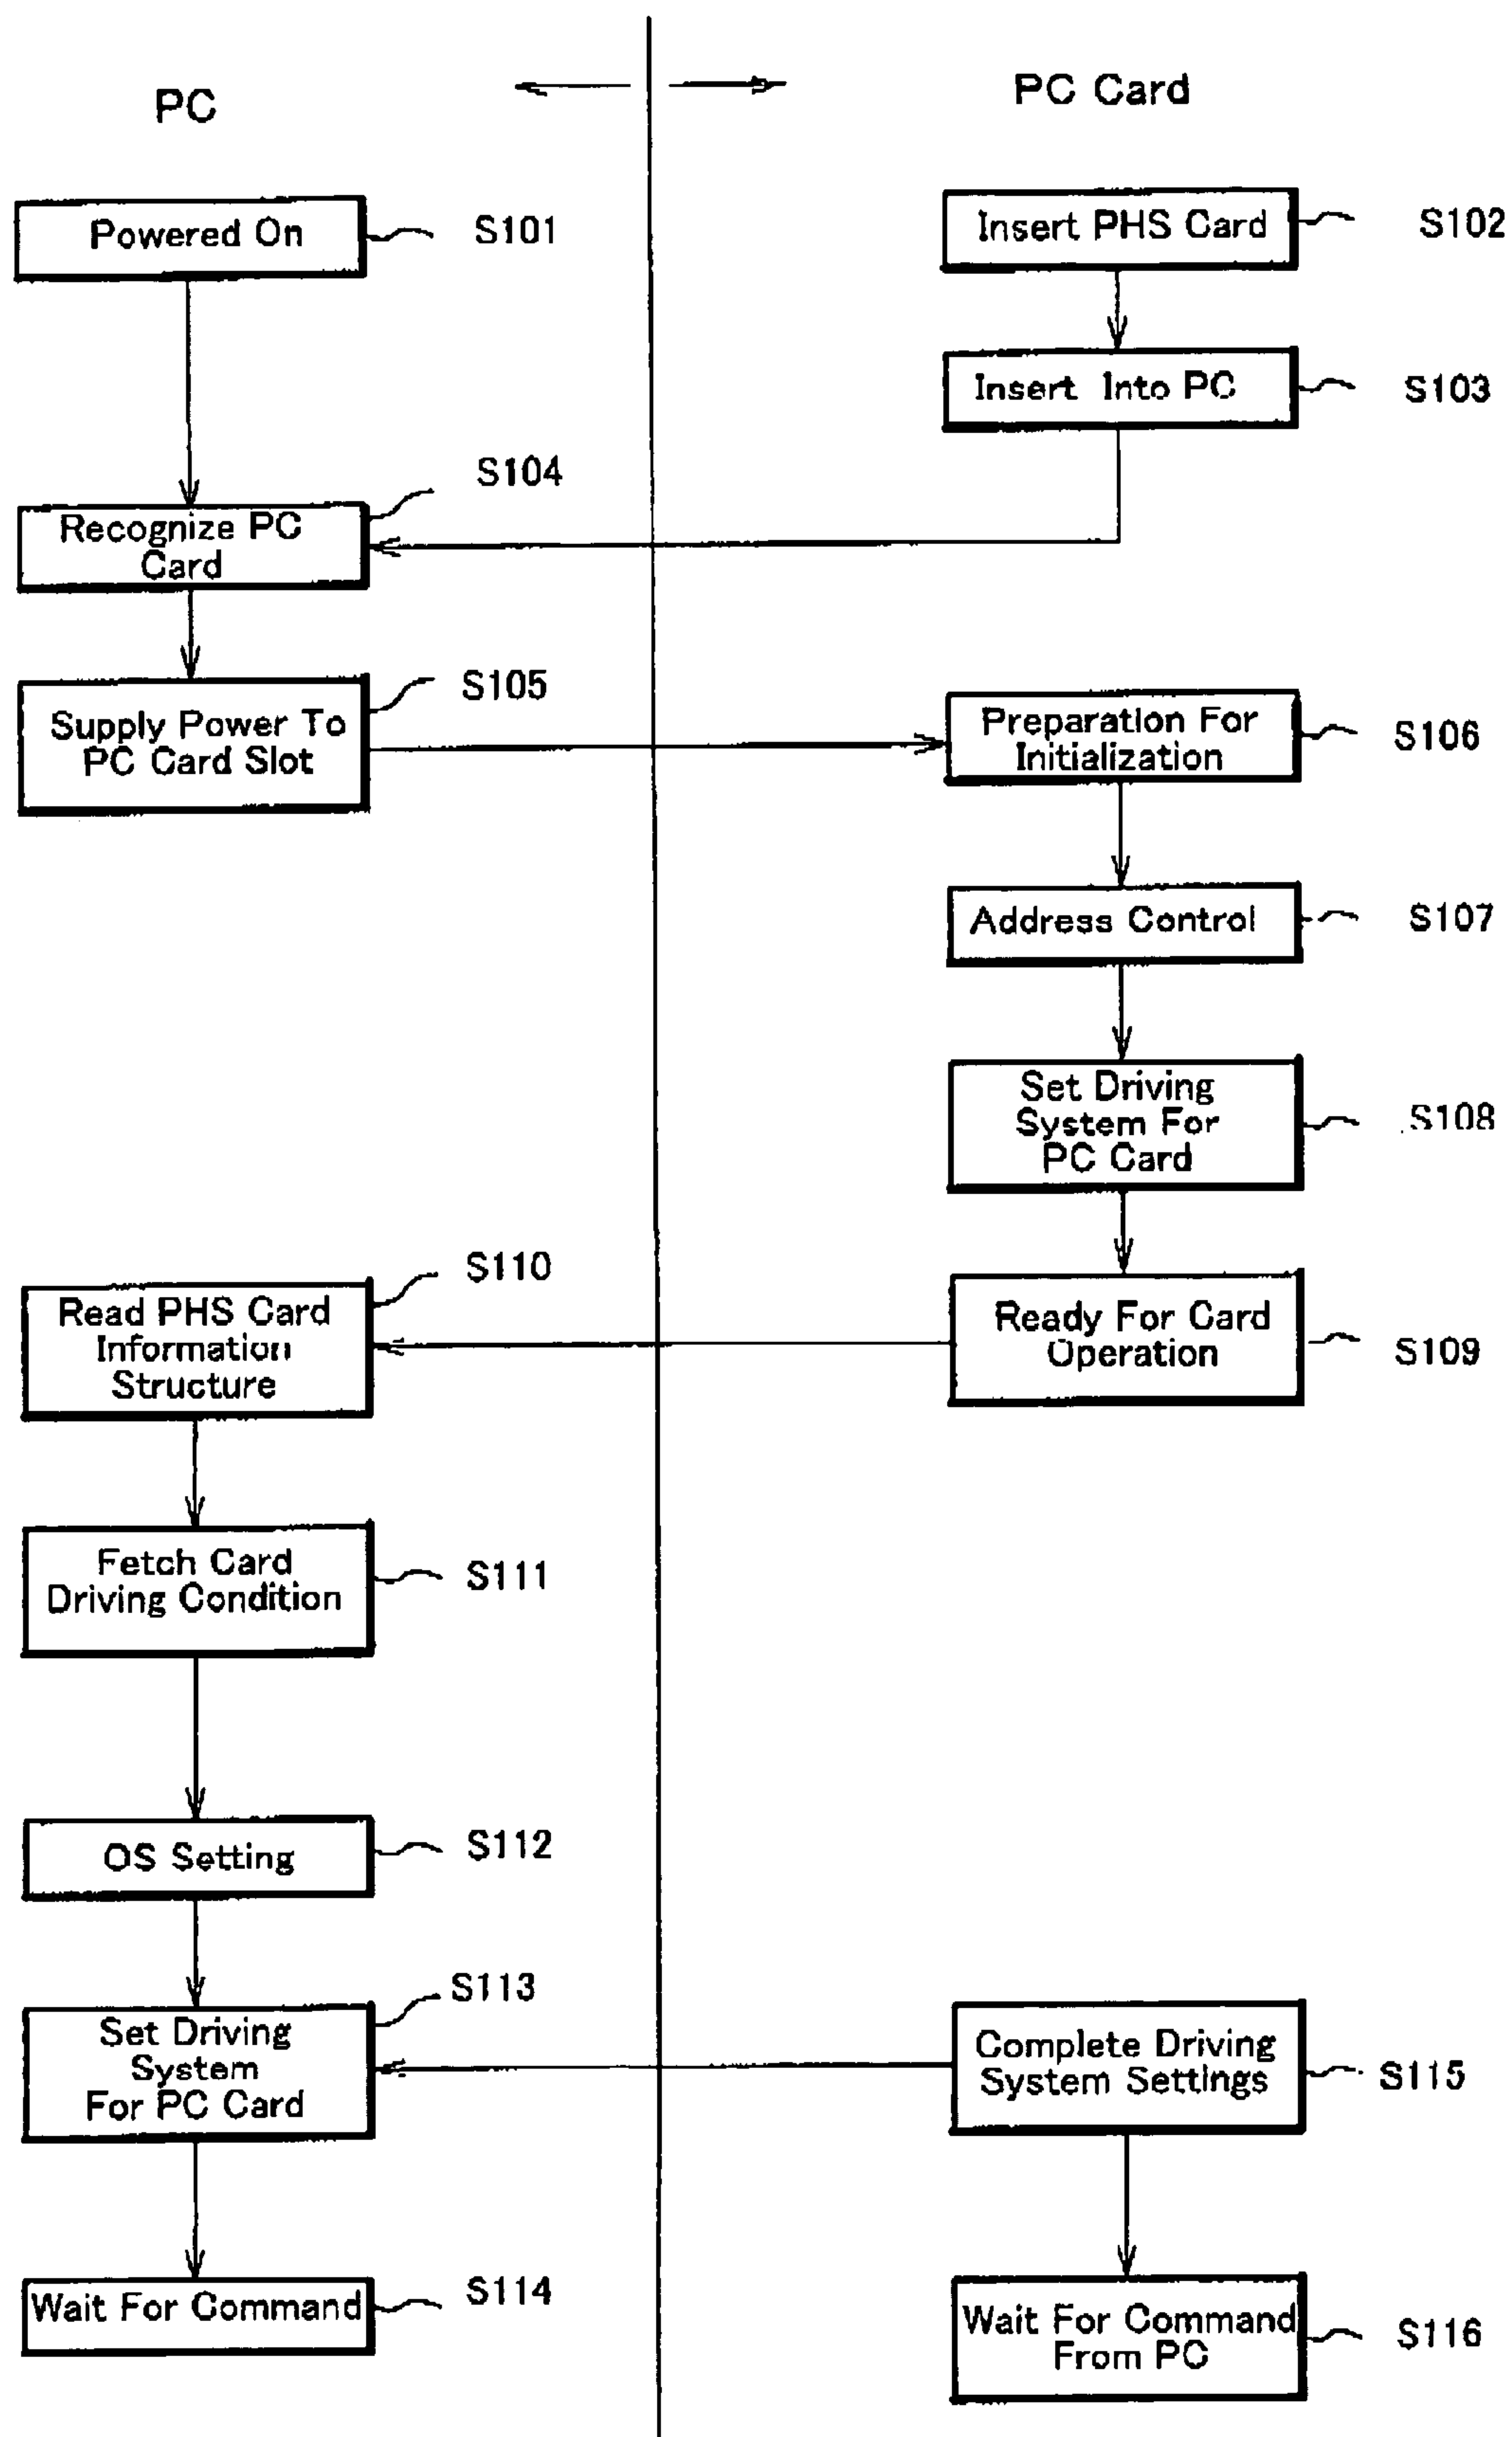 PC
PC Card
Powered On
S101
Insert PHS Card
S102
Insert Into PC
S103
S104
Recognize PC
Card
S105
Supply Power To
PC Card Slot
Preparation For
Initialization
S106
Address Control
S107
Set Driving
System For
PC Card
S108
Ready For Card
Operation
S109
S110
Read PHS Card
Information
Structure
Fetch Card
Driving Condition
S111
OS Setting
S112
S113
Set Driving
System
For PC Card
Complete Driving
System Settings
S115
Wait For Command
S114
Wait For Command
From PC
S116